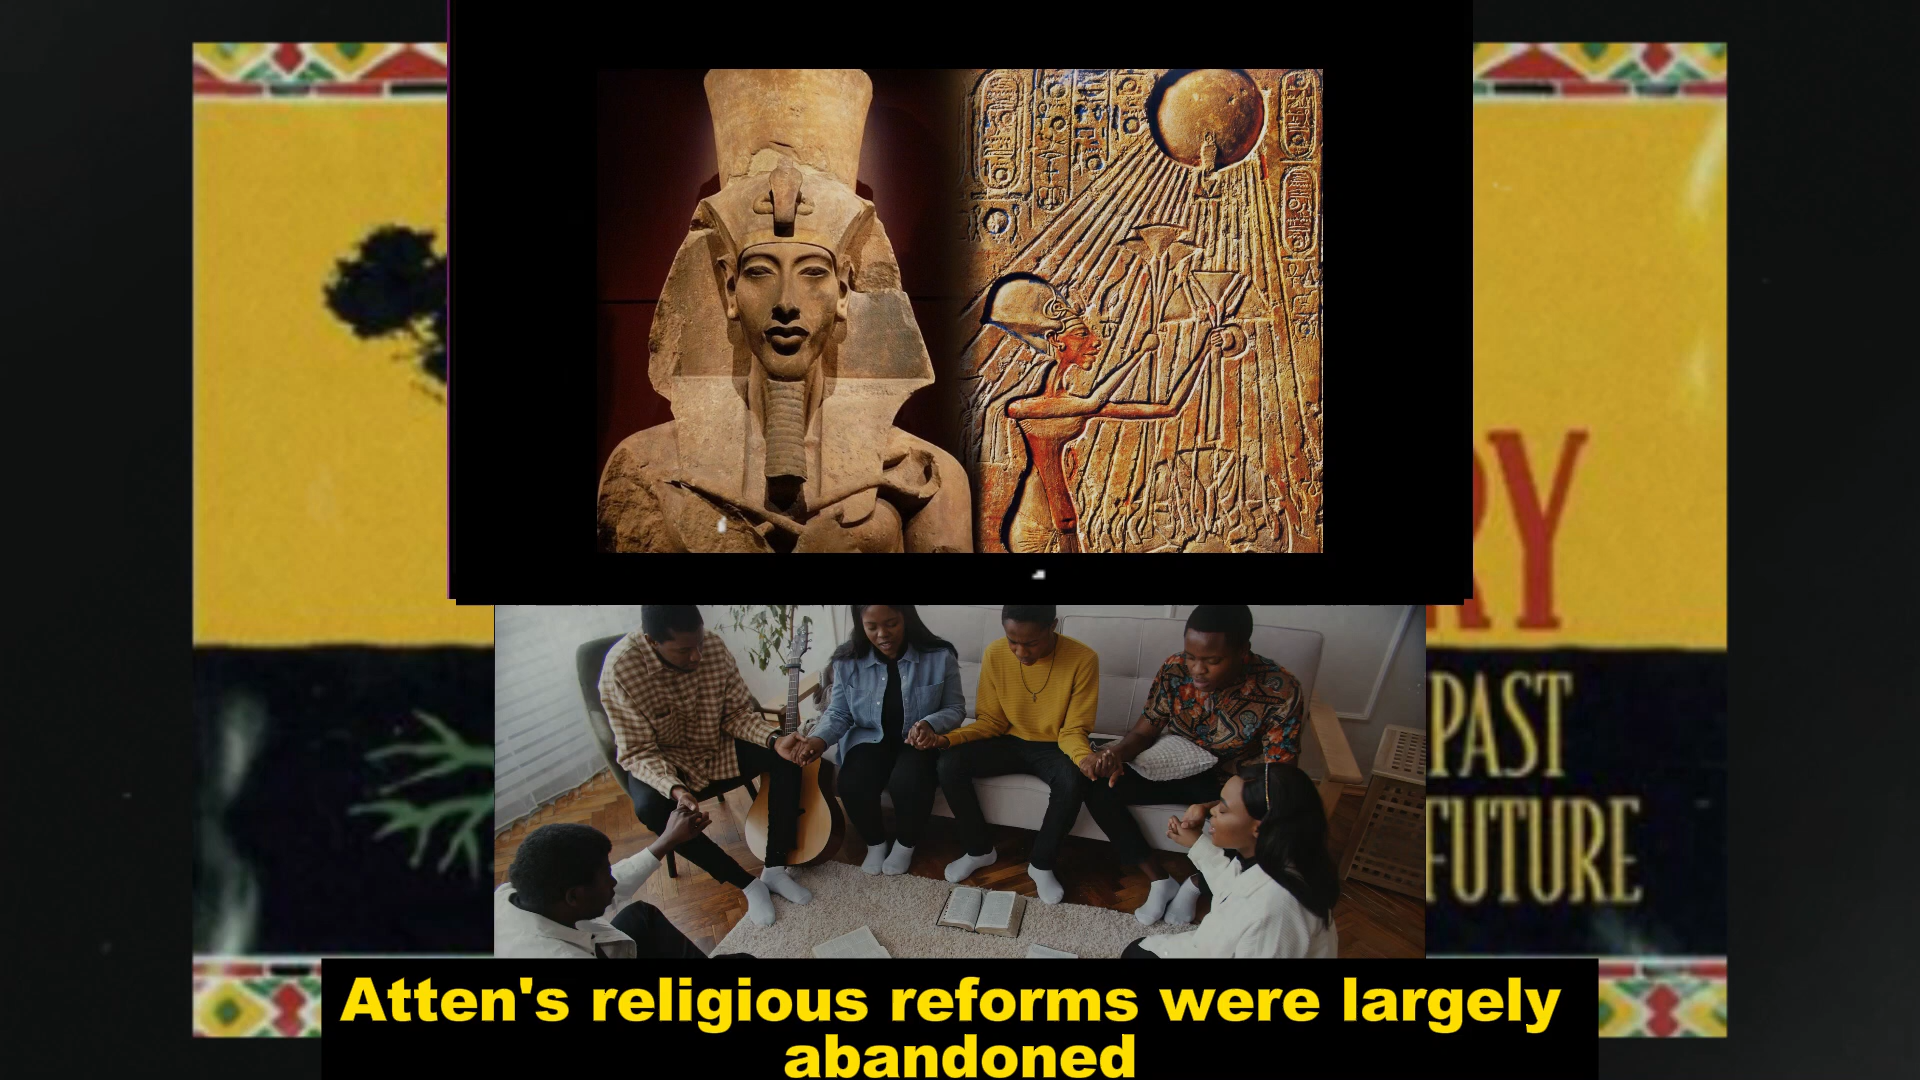 RY
PAST
FUTURE
Atten's religious reforms were largely
abandoned